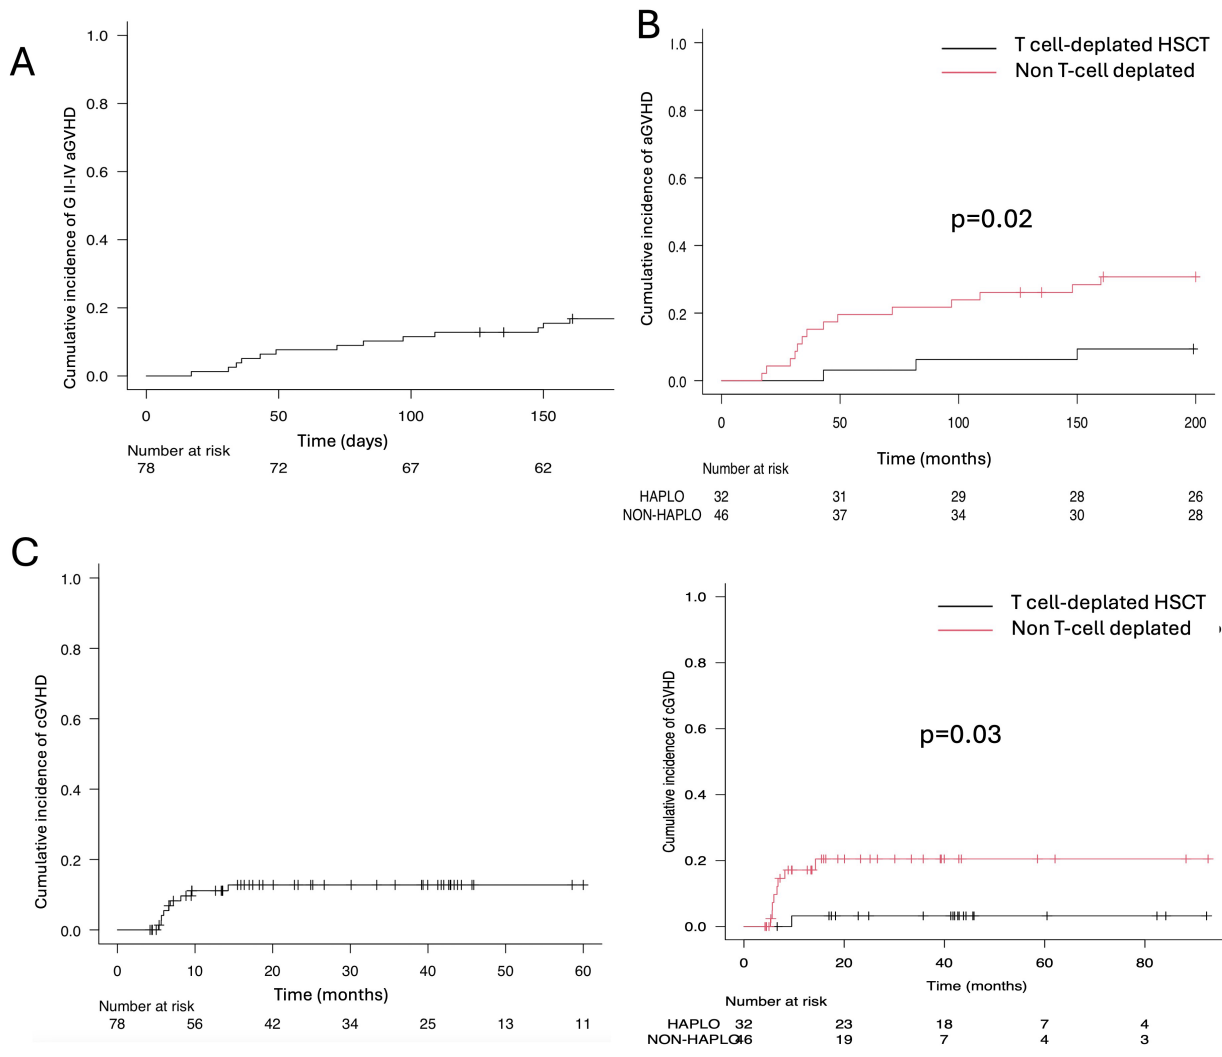 A
Cumulative incidence of G II-IV aGVHD
1.0
0.8
0.6
0.4
0.2
0.0
0 50 100 150
Time (days)
Number at risk
78 72 67 62
B
T cell-deplated HSCT
Non T-cell deplated
Cumulative incidence of aGVHD
1.0
0.8
0.6
0.4
0.2
0.0
p=0.02
0 50 100 150 200
Time (months)
Number at risk
HAPLO 32 31 29 28 26
NON-HAPLO 46 37 34 30 28
C
Cumulative incidence of cGVHD
1.0
0.8
0.6
0.4
0.2
0.0
0 10 20 30 40 50 60
Time (months)
Number at risk
78 56 42 34 25 13 11
T cell-deplated HSCT
Non T-cell deplated
Cumulative incidence of cGVHD
1.0
0.8
0.6
0.4
0.2
0.0
p=0.03
0 20 40 60 80
Time (months)
Number at risk
HAPLO 32 23 18 7 4
NON-HAPLO 46 19 7 4 3